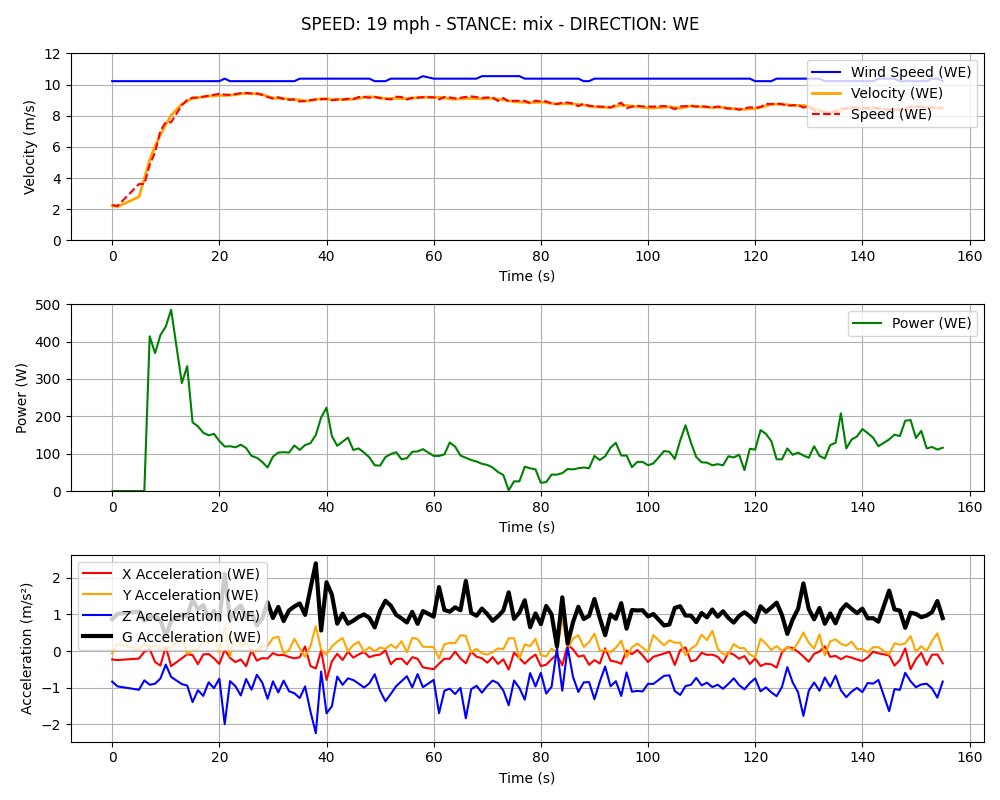 SPEED: 19 mph - STANCE: mix - DIRECTION: WE
12
10
8
6
4
2
0
Velocity (m/s)
Wind Speed (WE)
Velocity (WE)
Speed (WE)
0 20 40 60 80 100 120 140 160
Time (s)
500
400
300
200
100
0
Power (W)
Power (WE)
0 20 40 60 80 100 120 140 160
Time (s)
2
1
0
−1
−2
Acceleration (m/s²)
X Acceleration (WE)
Y Acceleration (WE)
Z Acceleration (WE)
G Acceleration (WE)
0 20 40 60 80 100 120 140 160
Time (s)